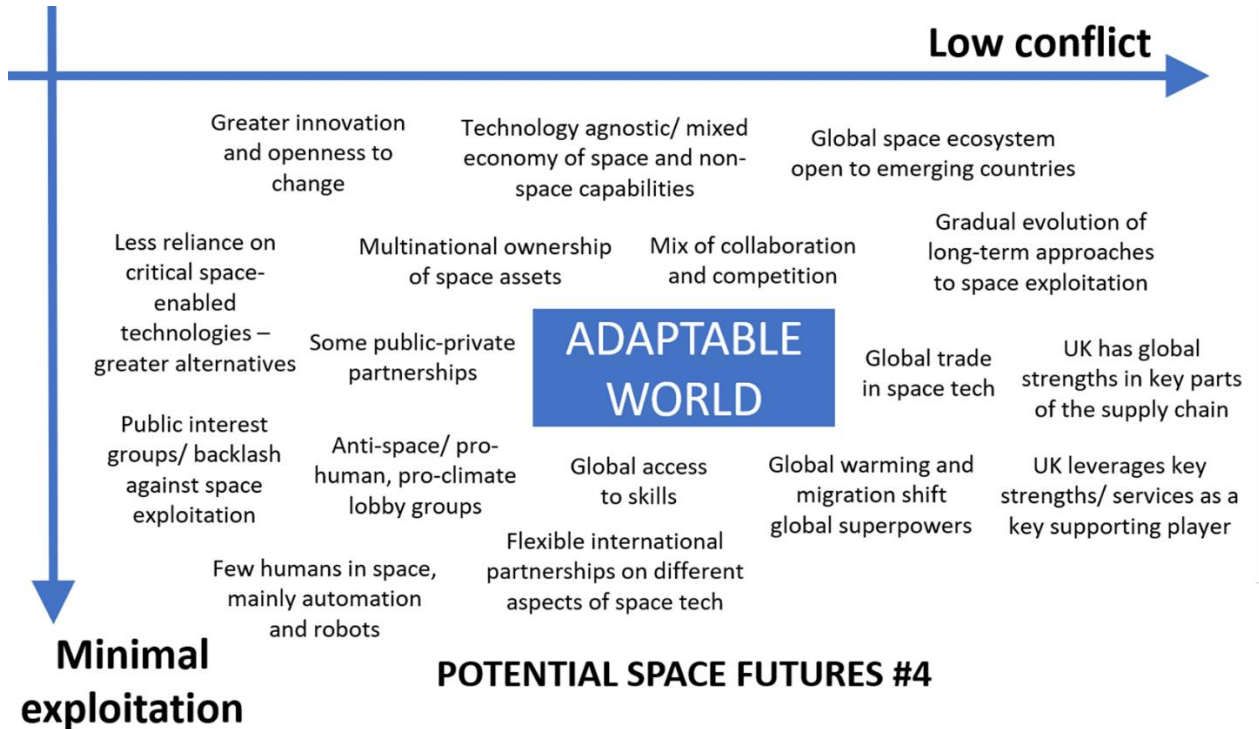 Low conflict
Greater innovation
and openness to
change
Technology agnostic/ mixed
economy of space and non-
space capabilities
Global space ecosystem
open to emerging countries
Less reliance on
critical space-
enabled
technologies –
greater alternatives
Multinational ownership
of space assets
Mix of collaboration
and competition
Gradual evolution of
long-term approaches
to space exploitation
Some public-private
partnerships
ADAPTABLE
WORLD
Global trade
in space tech
UK has global
strengths in key parts
of the supply chain
Public interest
groups/ backlash
against space
exploitation
Anti-space/ pro-
human, pro-climate
lobby groups
Global access
to skills
Global warming and
migration shift
global superpowers
UK leverages key
strengths/ services as a
key supporting player
Few humans in space,
mainly automation
and robots
Flexible international
partnerships on different
aspects of space tech
Minimal
exploitation
POTENTIAL SPACE FUTURES #4